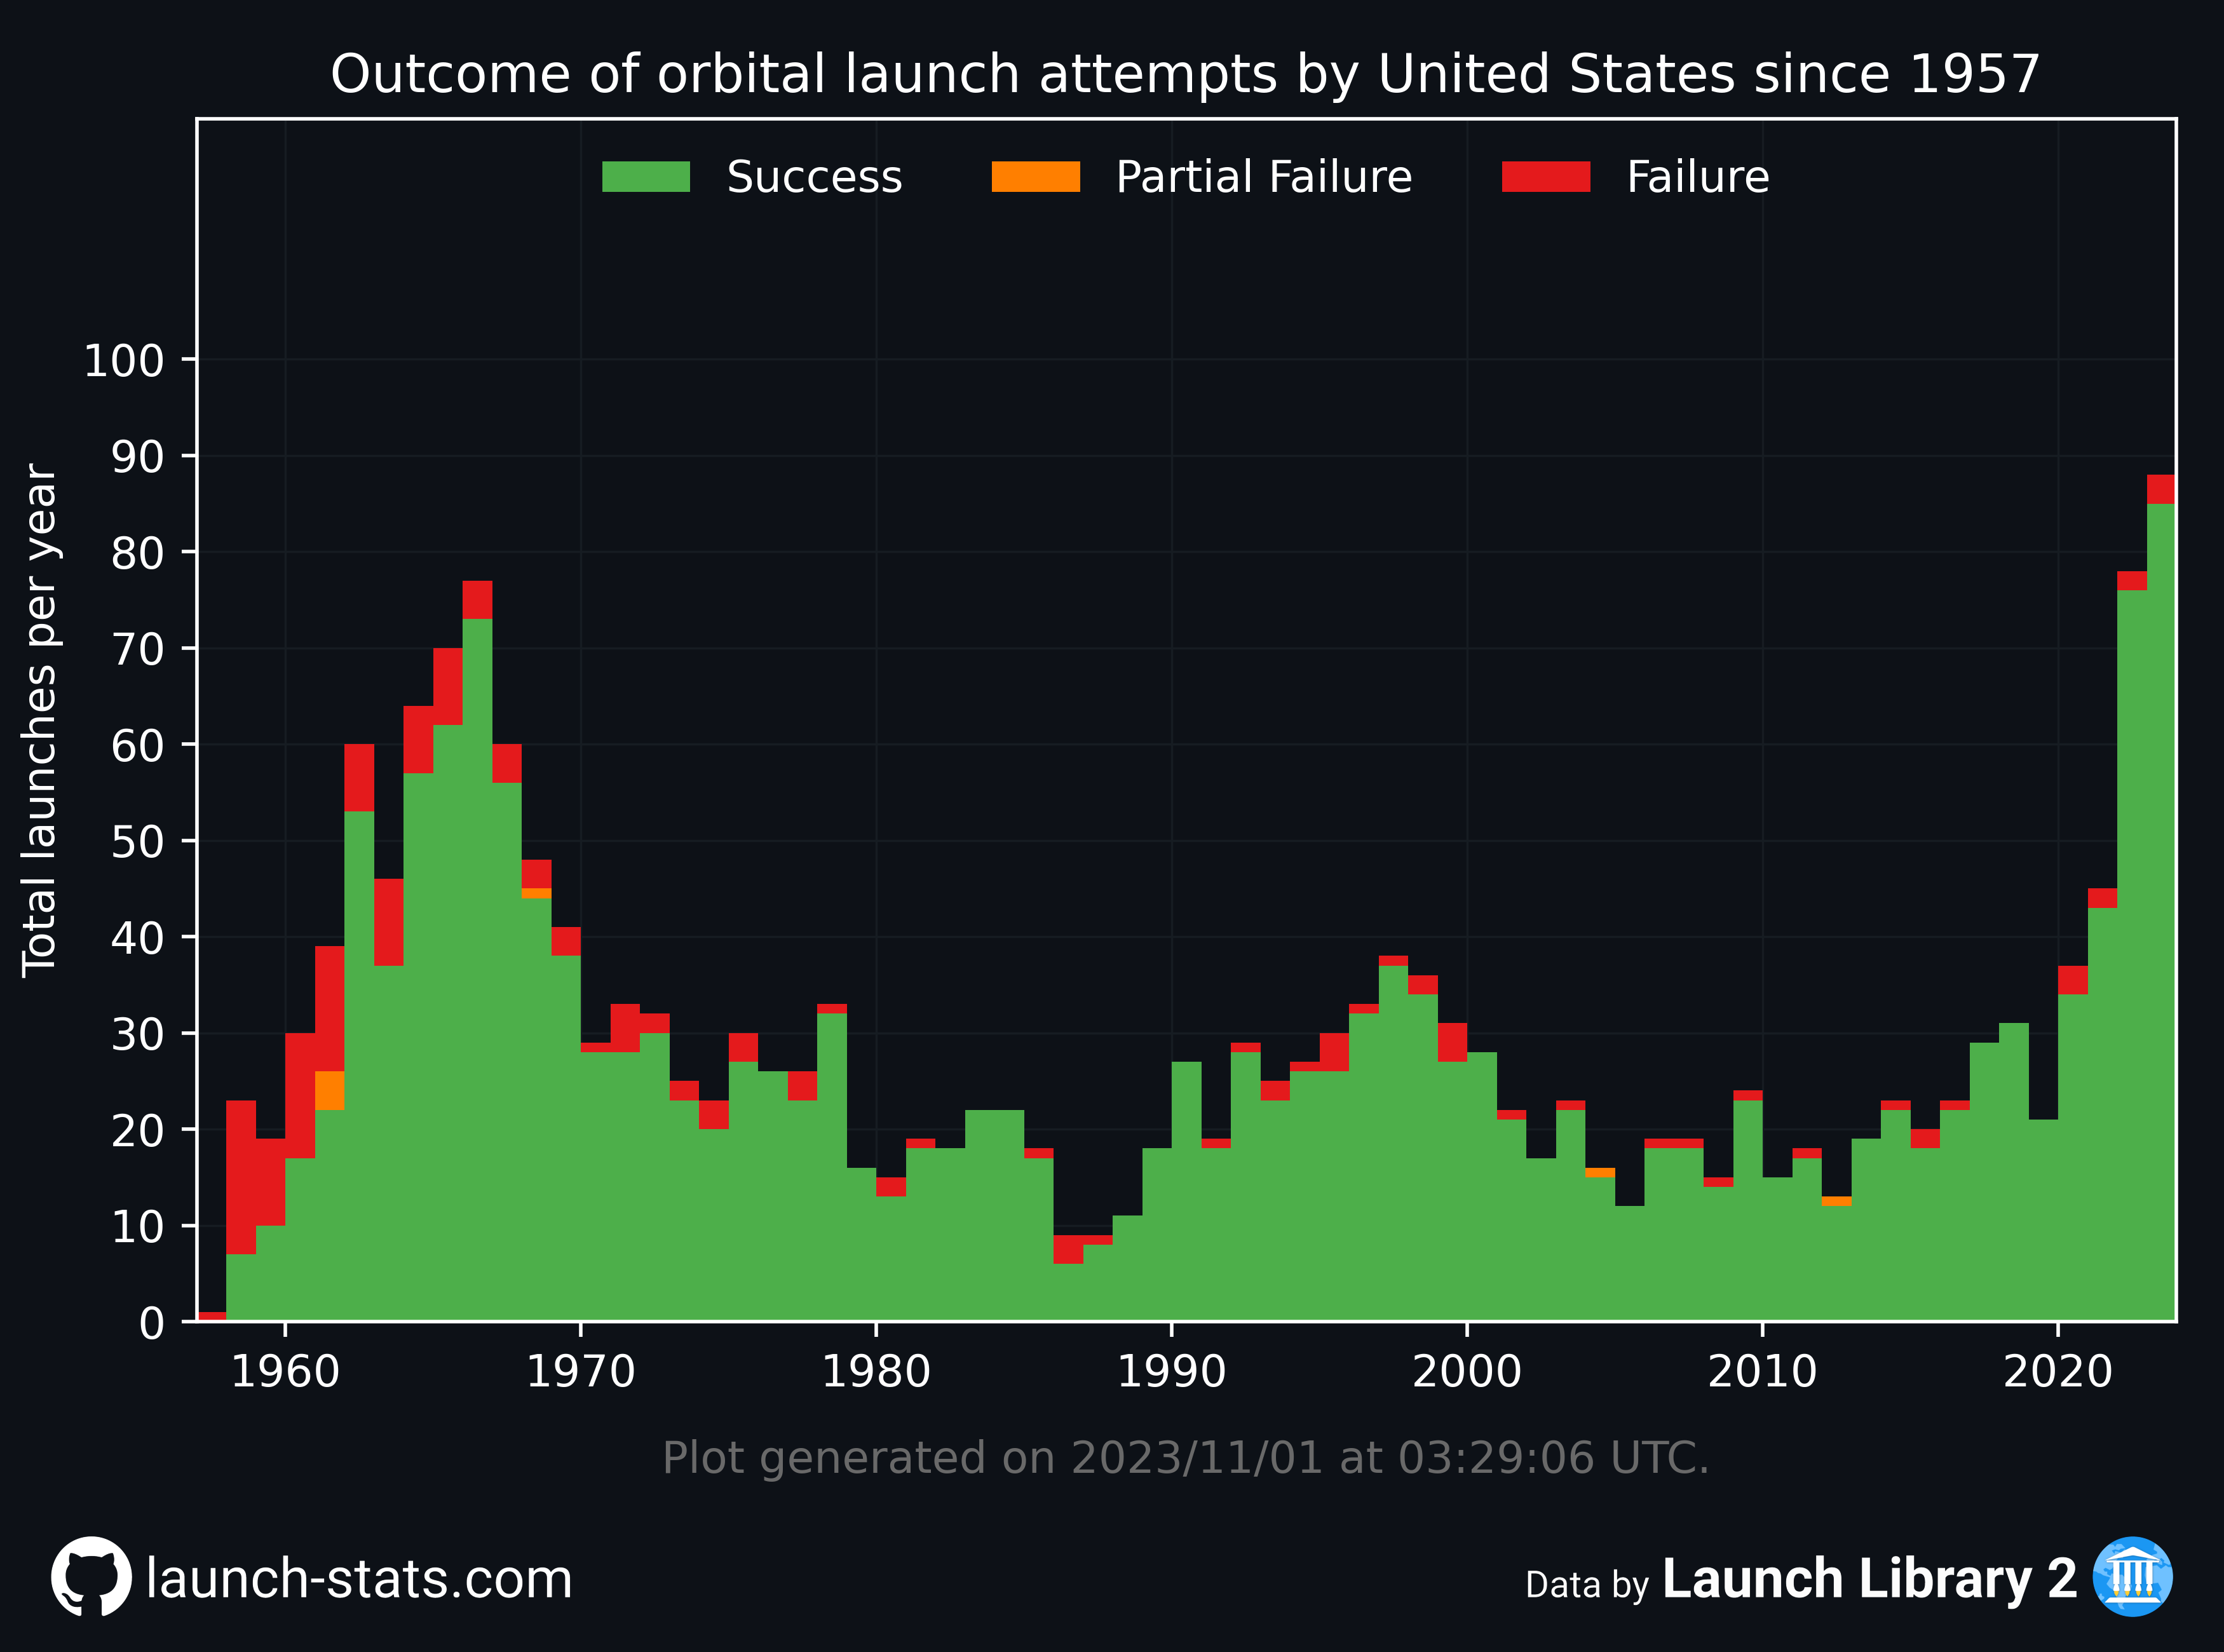 Outcome of orbital launch attempts by United States since 1957
Success Partial Failure Failure
Total launches per year
100
90
80
70
60
50
40
30
20
10
0
1960 1970 1980 1990 2000 2010 2020
Plot generated on 2023/11/01 at 03:29:06 UTC.
launch-stats.com
Data by Launch Library 2